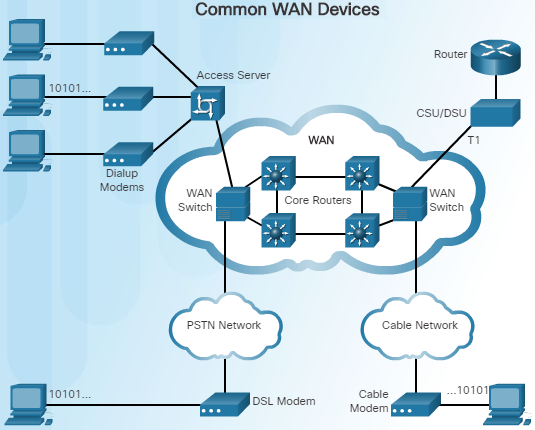 Common WAN Devices
Router
Access Server
10101...
CSU/DSU
WAN
T1
Dialup
Modems
WAN
Switch
Core Routers
WAN
Switch
PSTN Network
Cable Network
10101...
DSL Modem
Cable
Modem
...10101